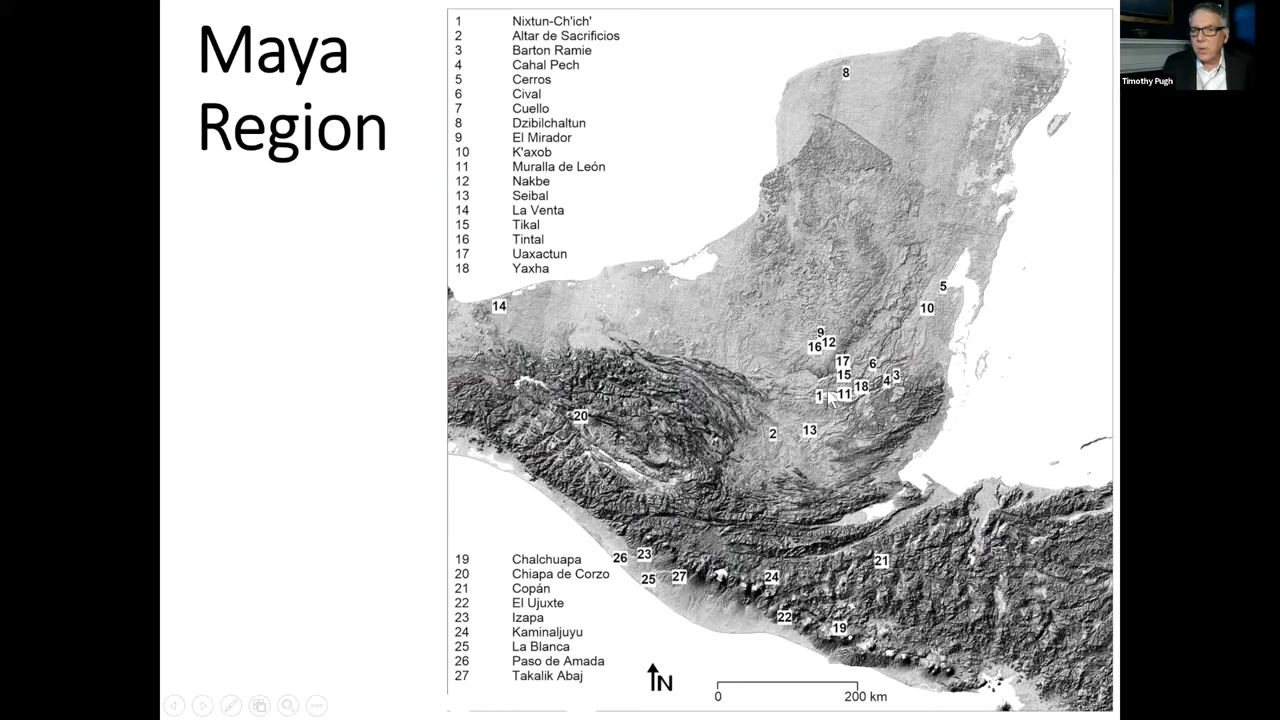 Maya
Region
1 Nixtun-Ch'ich'
2 Altar de Sacrificios
3 Barton Ramie
4 Cahal Pech
5 Cerros
6 Cival
7 Cuello
8 Dzibilchaltun
9 El Mirador
10 K'axob
11 Muralla de León
12 Nakbe
13 Seibal
14 La Venta
15 Tikal
16 Tintal
17 Uaxactun
18 Yaxha
Timothy Pugh
8
5
14
10
9
16 12
17
6
15
3
4
18
1
11
20
13
2
19 Chalchuapa
20 Chiapa de Corzo
21 Copán
22 El Ujuxte
23 Izapa
24 Kaminaljuyu
25 La Blanca
26 Paso de Amada
27 Takalik Abaj
26 23
21
25 27 24
22
19
N
0 200 km